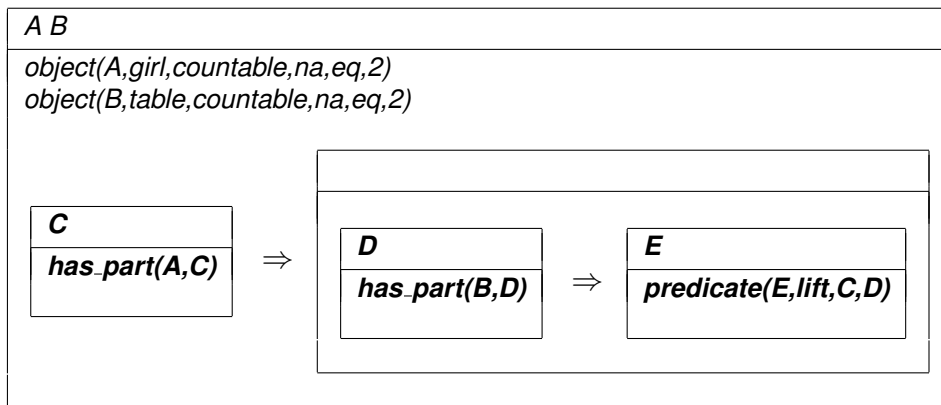 A B
object(A,girl,countable,na,eq,2)
object(B,table,countable,na,eq,2)
C
has_part(A,C)
⇒
D
has_part(B,D)
⇒
E
predicate(E,lift,C,D)